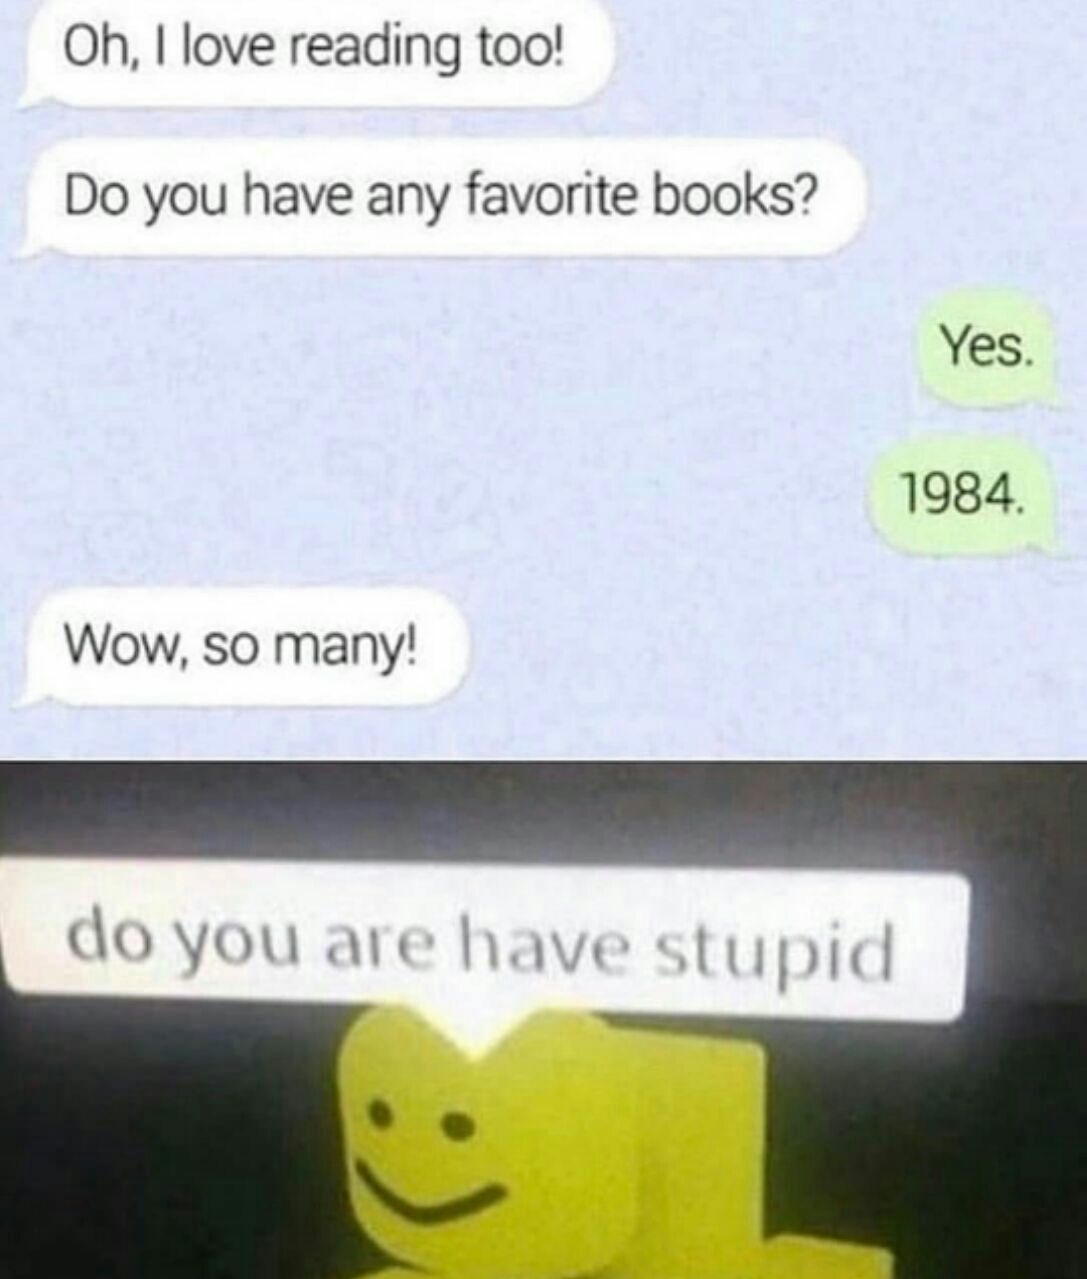 Oh, I love reading too!
Do you have any favorite books?
Yes.
1984.
Wow, so many!
do you are have stupid